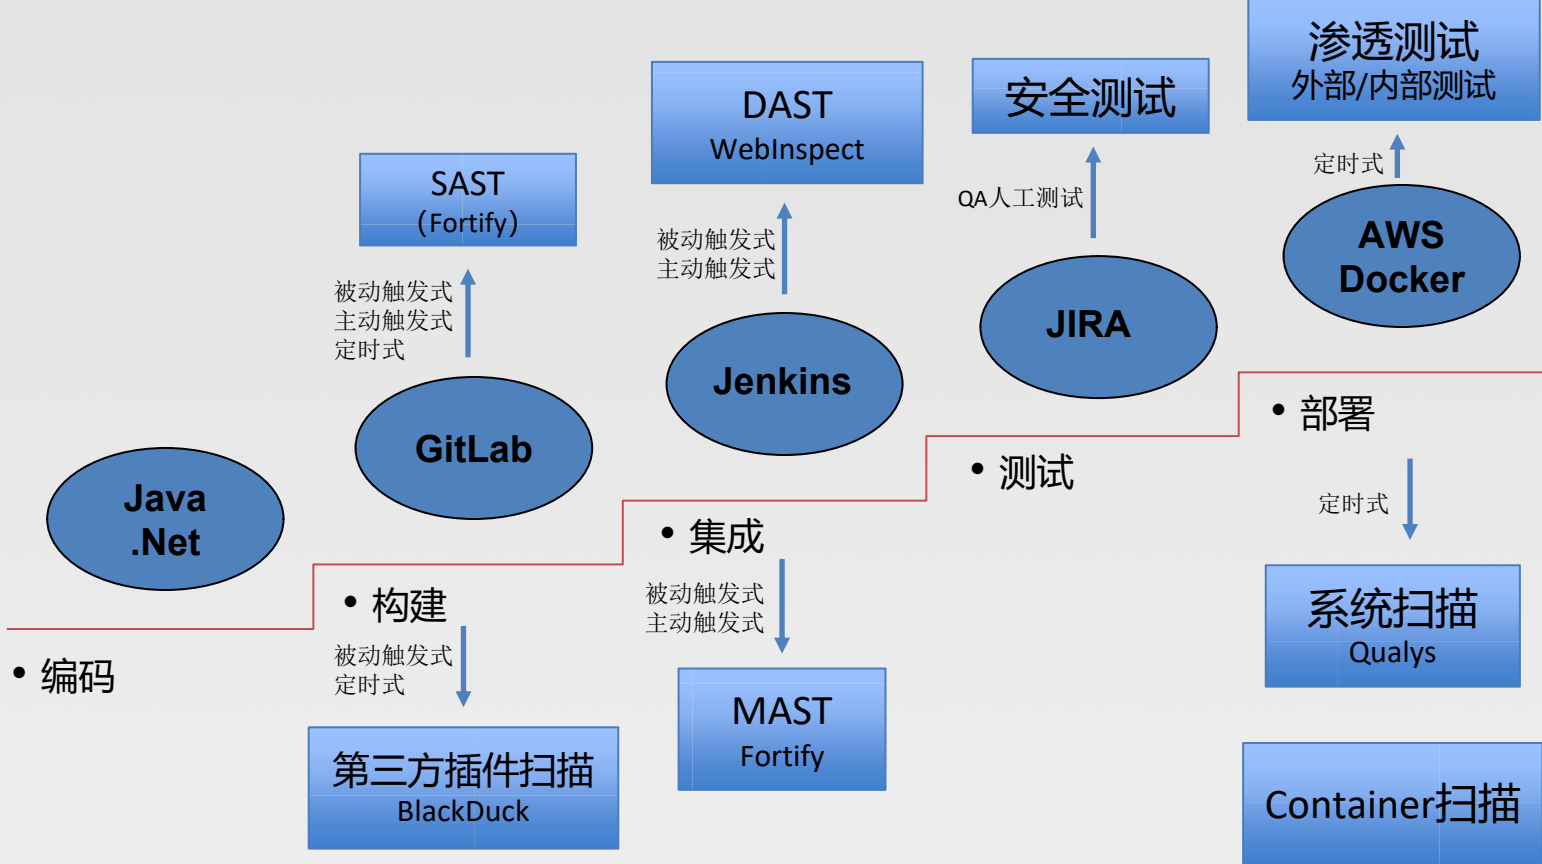 Java
.Net
• 编码
SAST
(Fortify)
被动触发式
主动触发式
定时式
GitLab
• 构建
被动触发式
定时式
第三方插件扫描
BlackDuck
DAST
WebInspect
被动触发式
主动触发式
Jenkins
• 集成
被动触发式
主动触发式
MAST
Fortify
安全测试
QA人工测试
JIRA
• 测试
渗透测试
外部/内部测试
定时式
AWS
Docker
• 部署
定时式
系统扫描
Qualys
Container扫描